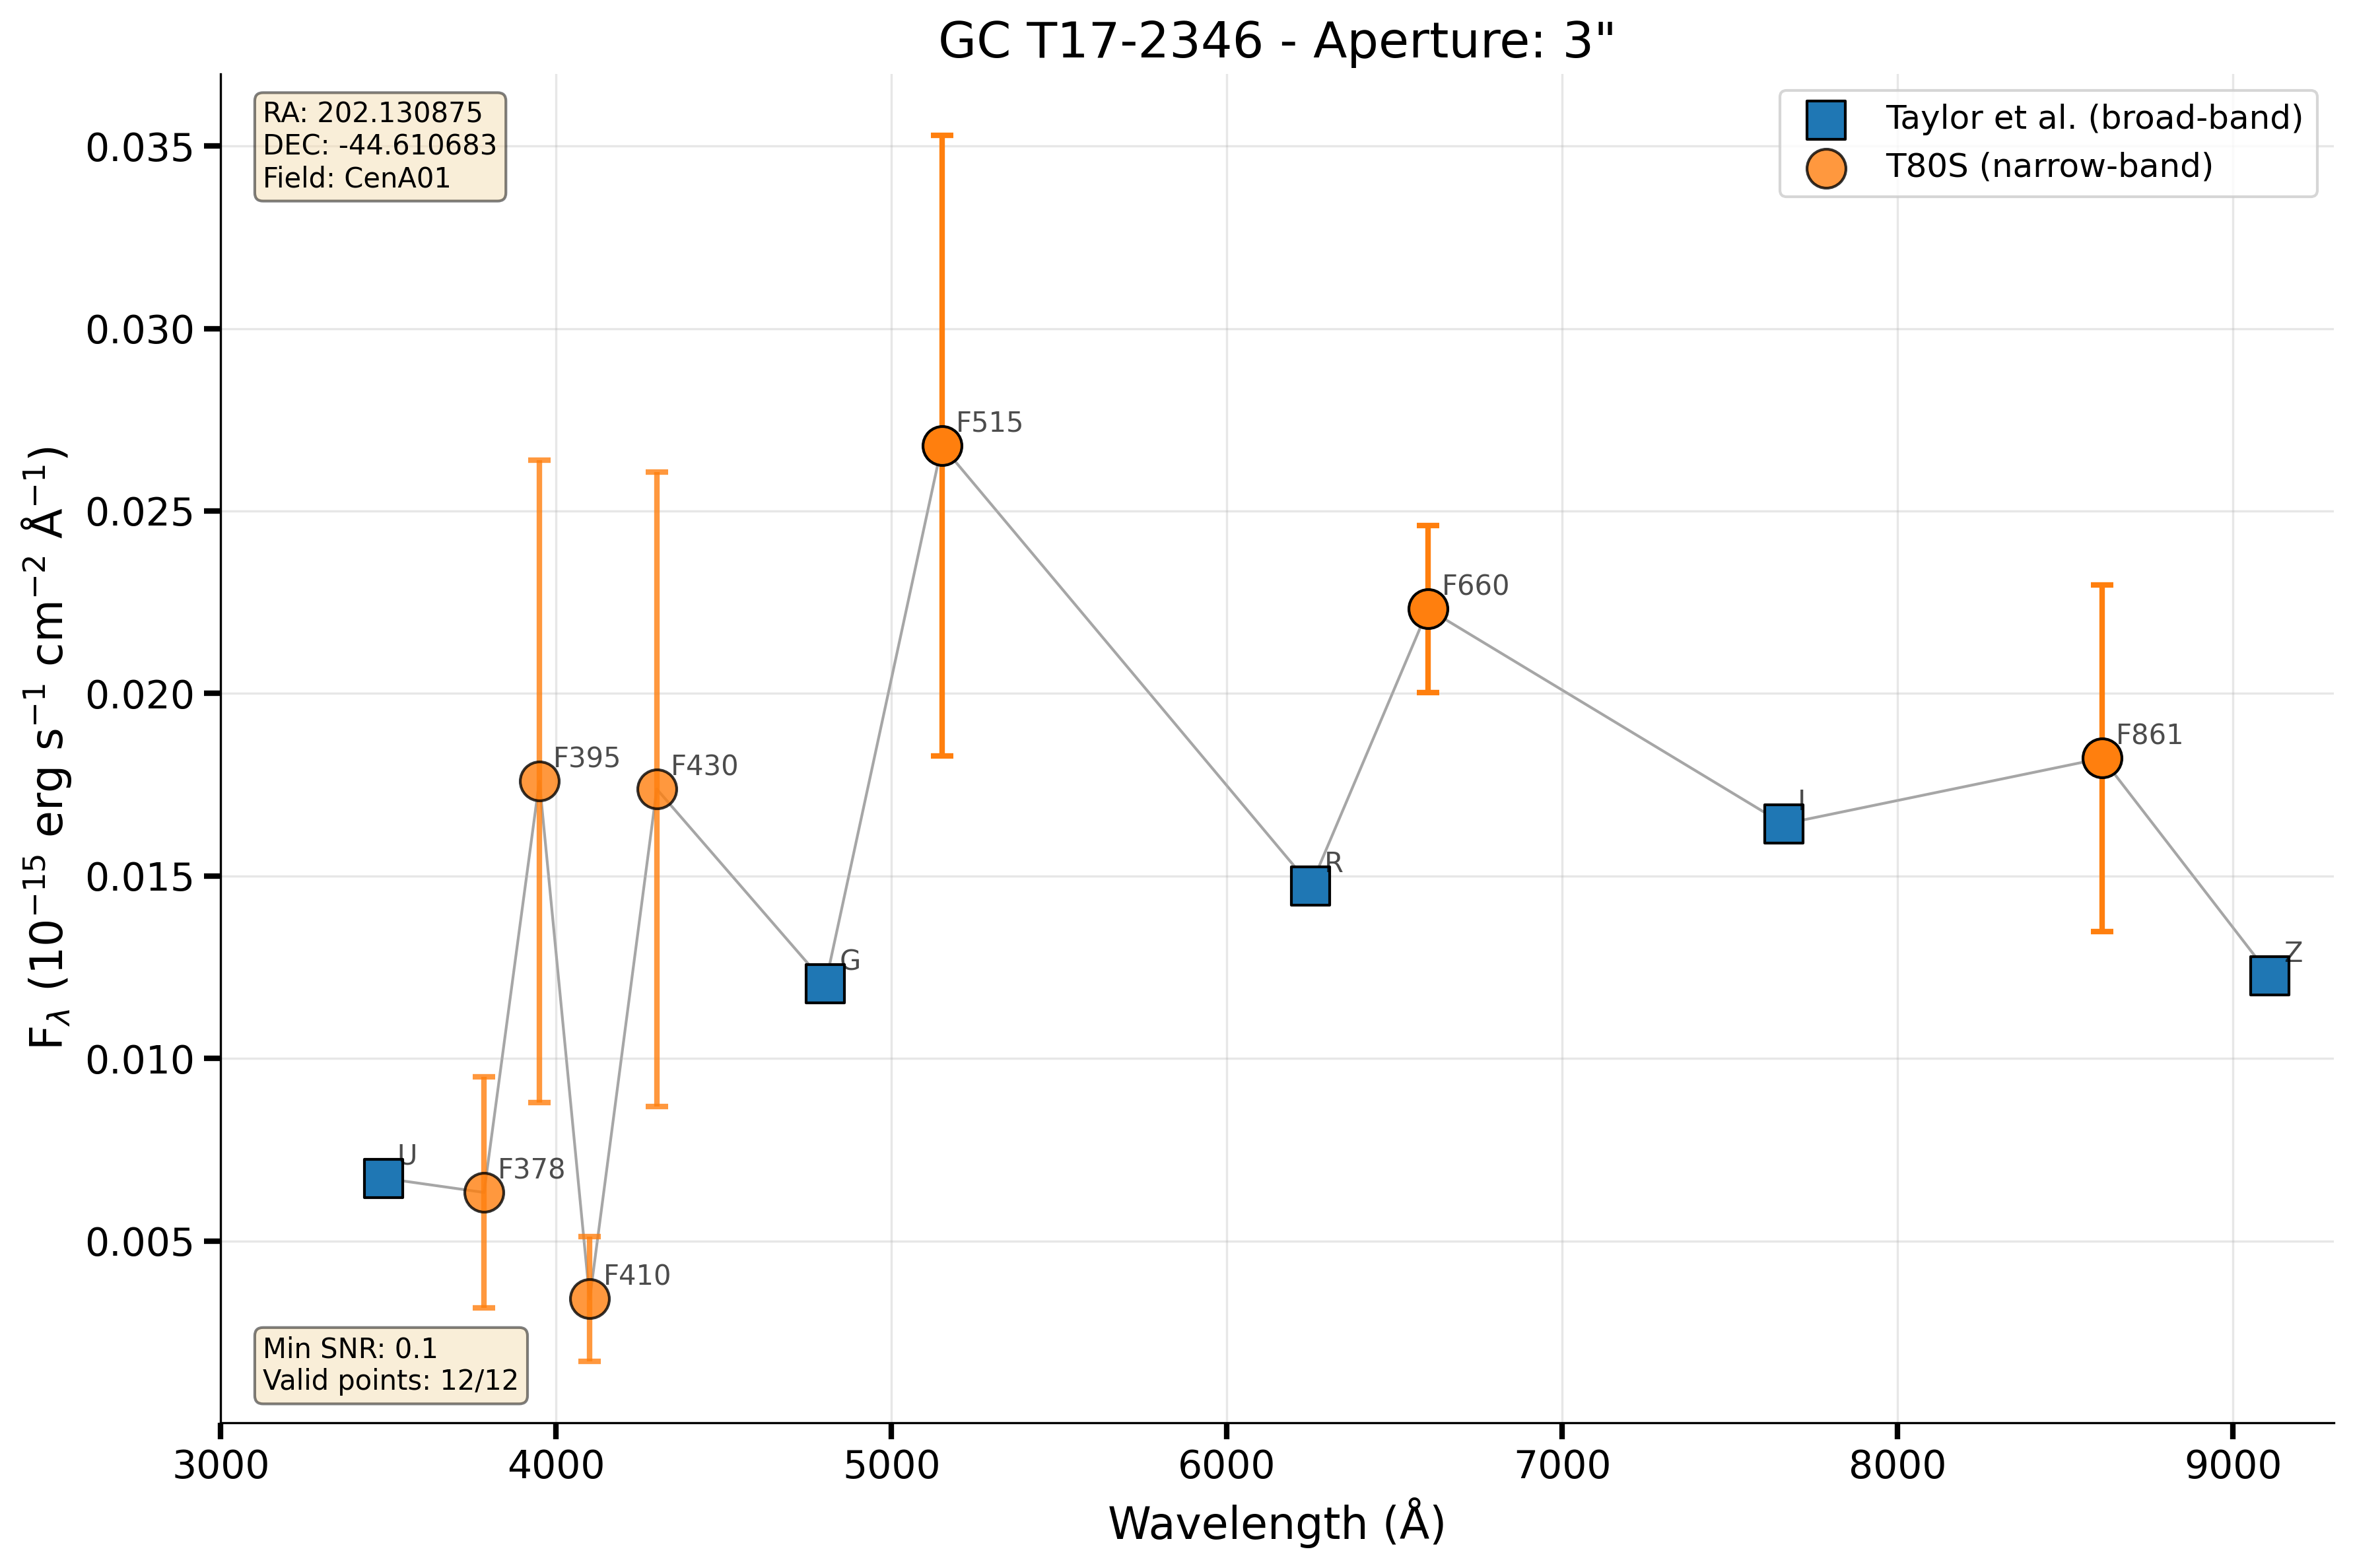 GC T17-2346 - Aperture: 3"
RA: 202.130875
DEC: -44.610683
Field: CenA01
Taylor et al. (broad-band)
T80S (narrow-band)
F$_{λ}$ (10$^{−15}$ erg s$^{−1}$ cm$^{−2}$ Å$^{−1}$)
0.035
0.030
0.025
0.020
0.015
0.010
0.005
U
F378
F395
F410
F430
G
F515
R
F660
I
F861
Z
Min SNR: 0.1
Valid points: 12/12
3000
4000
5000
6000
7000
8000
9000
Wavelength (Å)